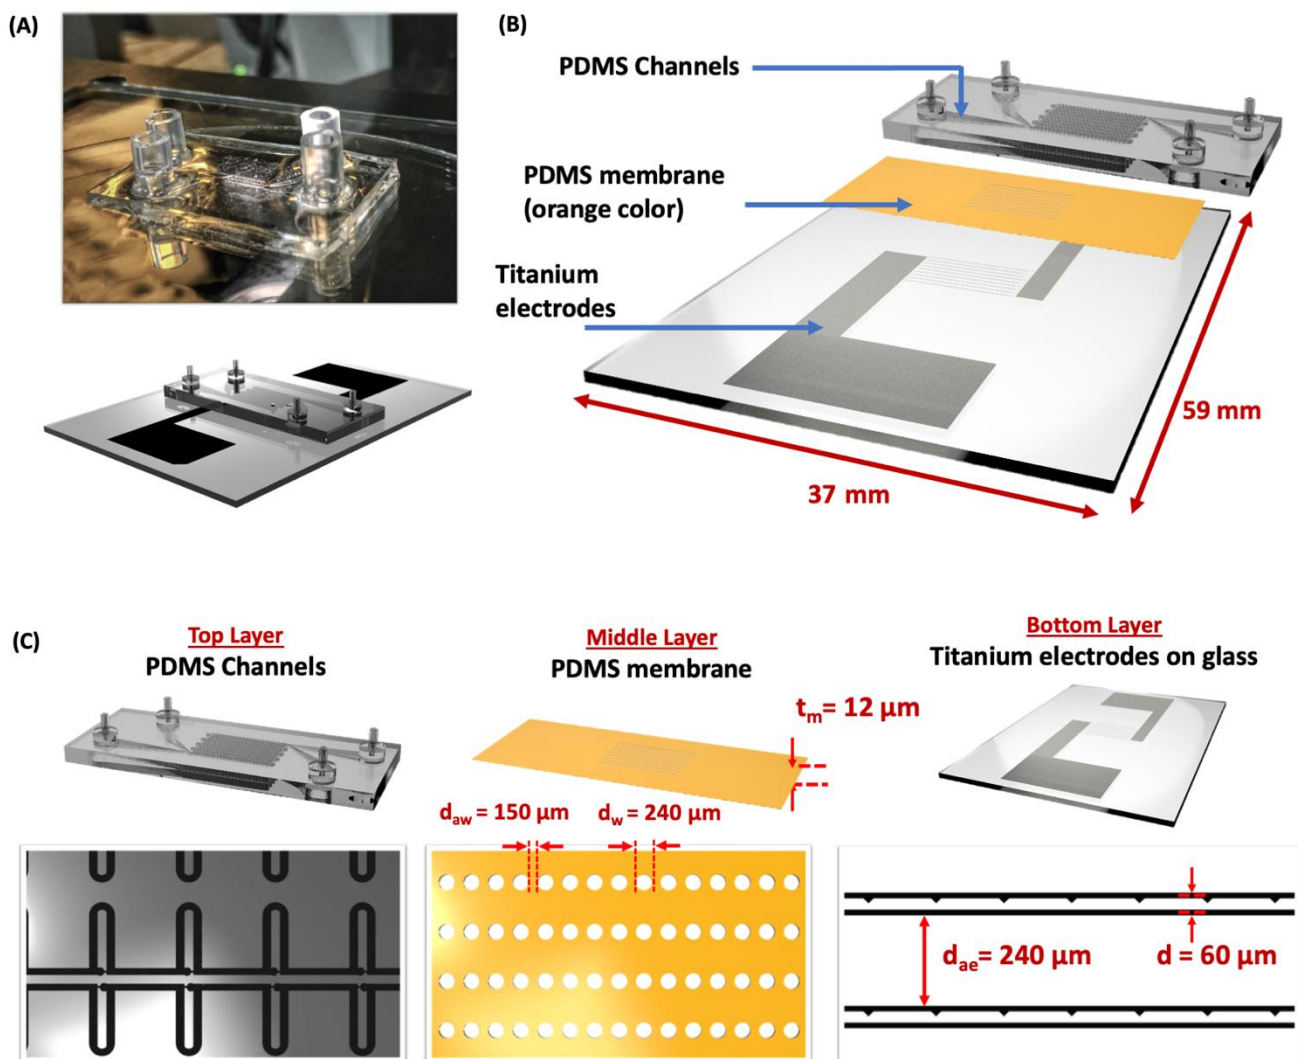 (A)
(B)
PDMS Channels
PDMS membrane
(orange color)
Titanium
electrodes
59 mm
37 mm
(C)
Top Layer
PDMS Channels
Middle Layer
PDMS membrane
Bottom Layer
Titanium electrodes on glass
tm= 12 µm
daw = 150 µm
dw = 240 µm
dae= 240 µm
d = 60 µm